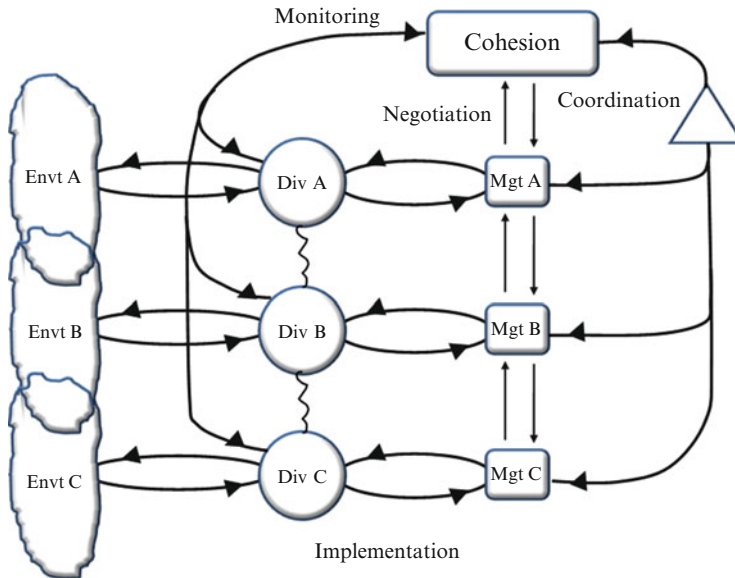 Monitoring
Cohesion
Negotiation
Coordination
Envt A
Div A
Mgt A
Envt B
Div B
Mgt B
Envt C
Div C
Mgt C
Implementation